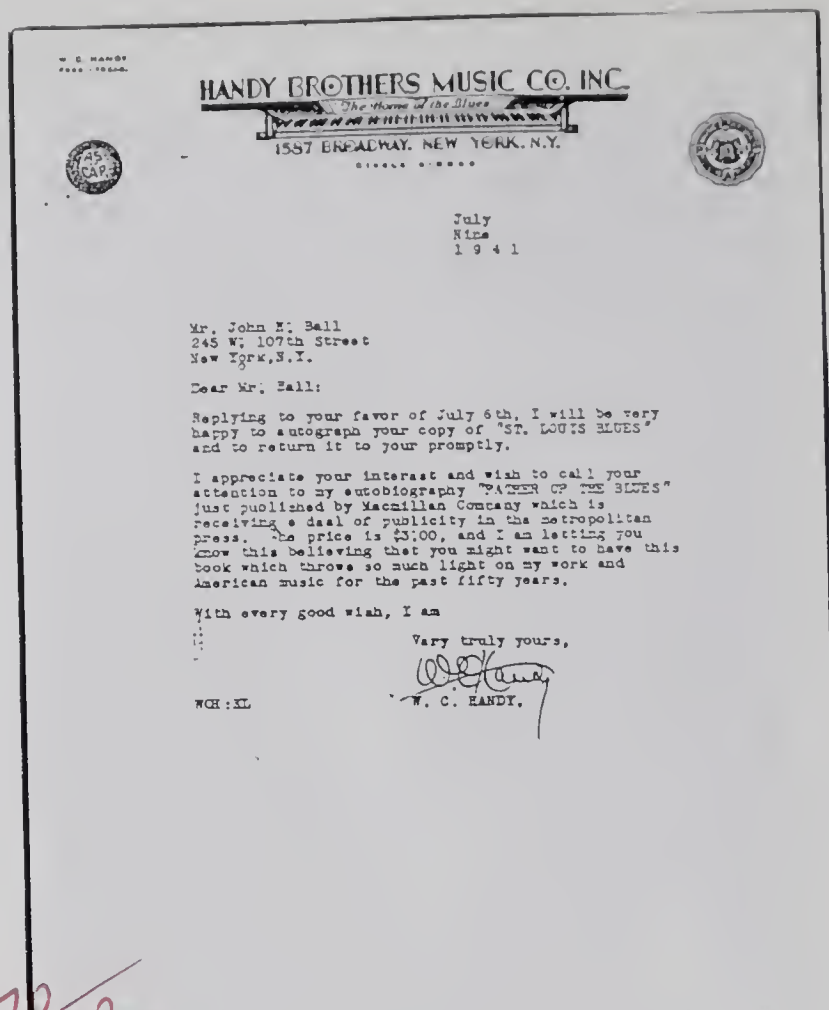 W. C. HANDY
HANDY BROTHERS MUSIC CO. INC.
The Home of the Blues
1587 BROADWAY, NEW YORK, N.Y.
AS
CAP
July
Nine
1 9 4 1
Mr. John Ball
245 W. 107th Street
New York, N.Y.
Dear Mr. Ball:
Replying to your favor of July 6th, I will be very
happy to autograph your copy of "ST. LOUIS BLUES"
and to return it to your promptly.
I appreciate your interest and wish to call your
attention to my autobiography "FATHER OF THE BLUES"
just published by Macmillan Company which is
receiving a deal of publicity in the metropolitan
press. The price is $3.00, and I am letting you
know this believing that you might want to have this
book which throws so much light on my work and
American music for the past fifty years.
With every good wish, I am
Very truly yours,
W. C. Handy
WCH: W. C. HANDY.